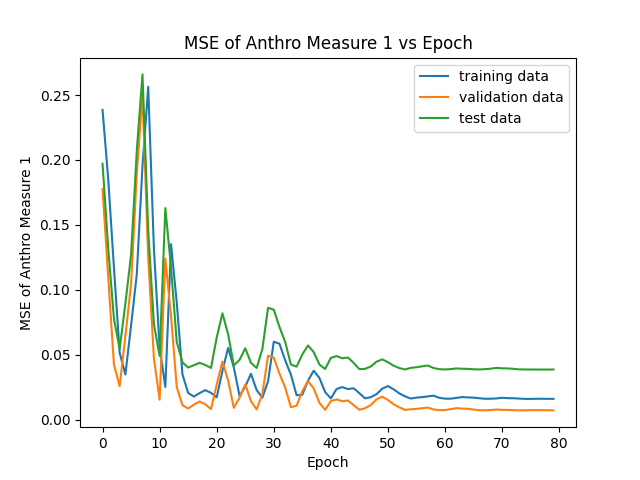 MSE of Anthro Measure 1 vs Epoch
training data
validation data
test data
MSE of Anthro Measure 1
0.25
0.20
0.15
0.10
0.05
0.00
0 10 20 30 40 50 60 70 80
Epoch